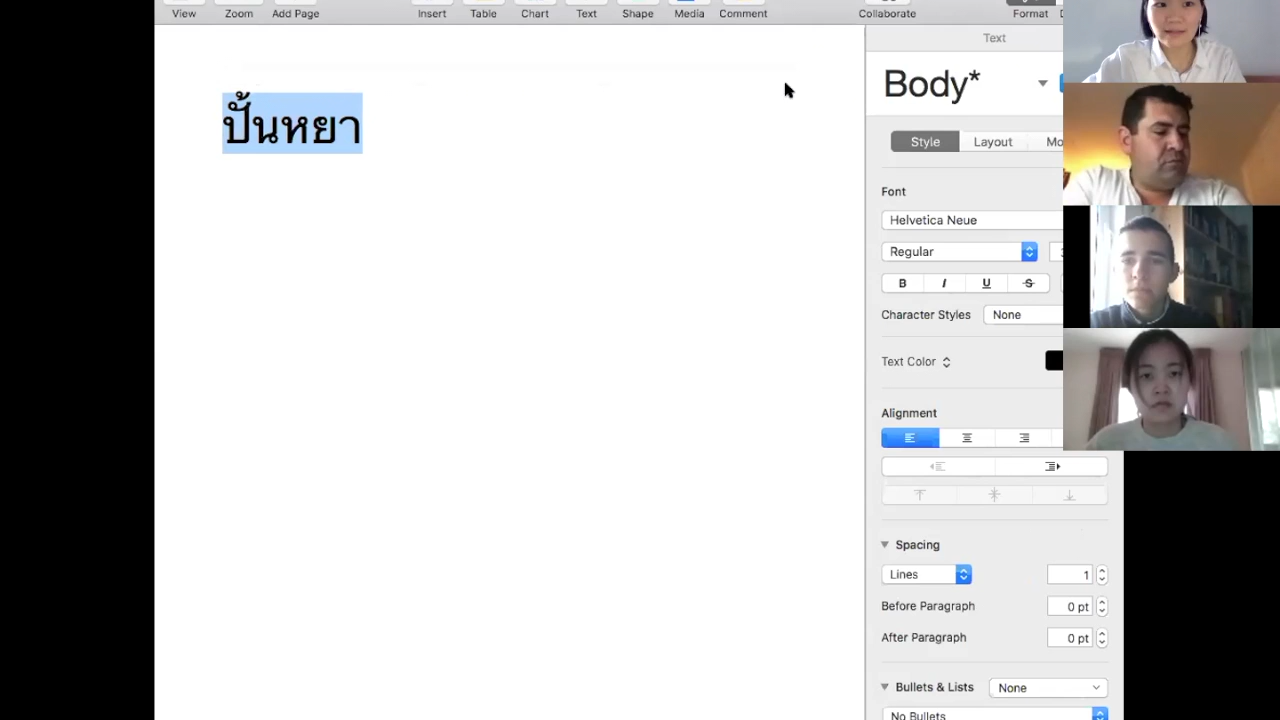 View Zoom Add Page Insert Table Chart Text Shape Media Comment Collaborate Format
Text
ปั้นหยา
Body*
Style Layout
Font
Helvetica Neue
Regular
B I U S
Character Styles None
Text Color
Alignment
Spacing
Lines 1
Before Paragraph 0 pt
After Paragraph 0 pt
Bullets & Lists None
No Bullets